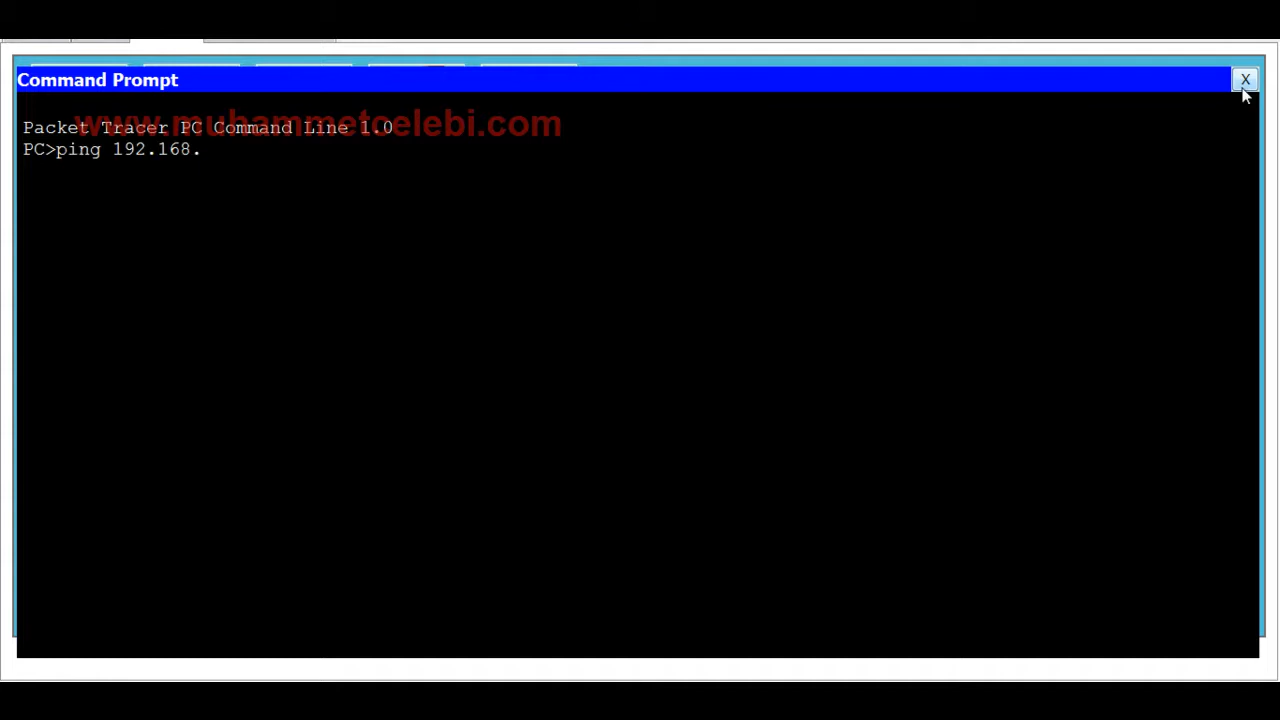 Command Prompt
X
www.muhammetcelebi.com
Packet Tracer PC Command Line 1.0
PC>ping 192.168.